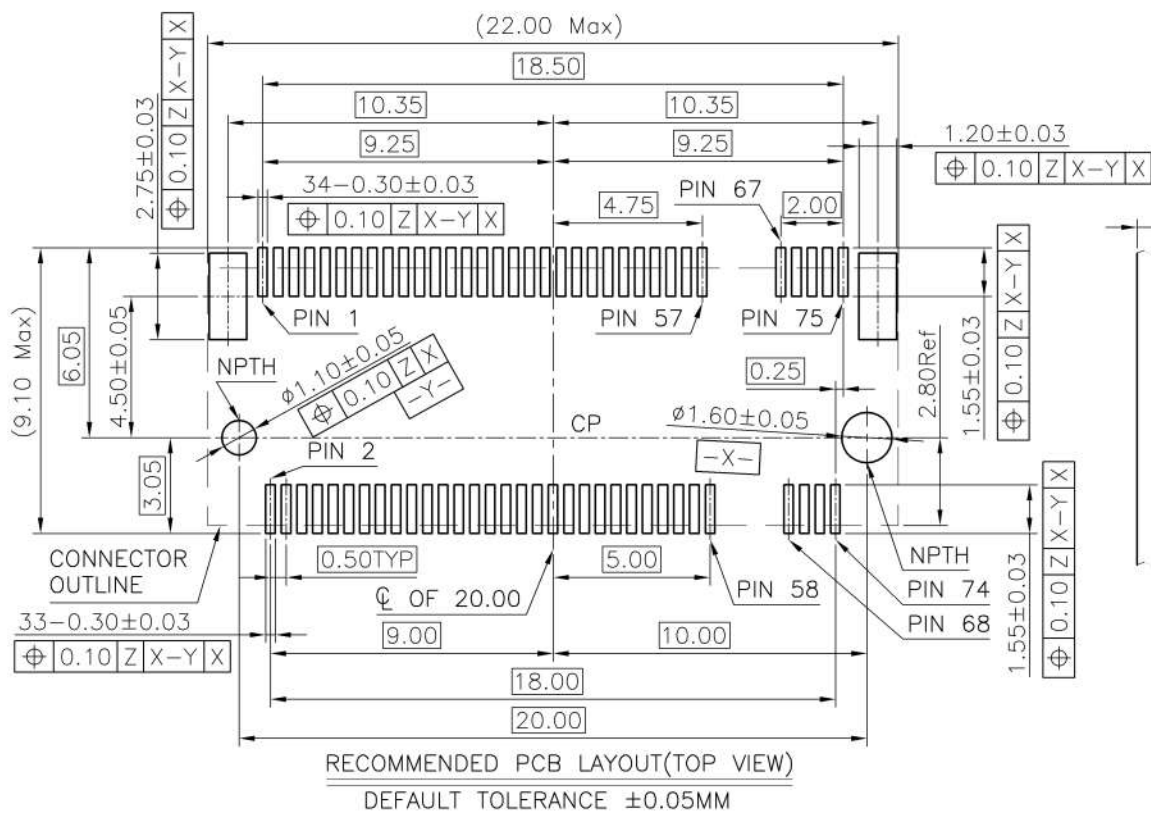 (22.00 Max)
18.50
10.35
10.35
9.25
9.25
1.20±0.03
⌖ 0.10 Z X–Y X
2.75±0.03
⌖ 0.10 Z X–Y X
34–0.30±0.03
⌖ 0.10 Z X–Y X
PIN 67
4.75
2.00
PIN 1
PIN 57
PIN 75
(9.10 Max)
6.05
4.50±0.05
3.05
NPTH
⌀1.10±0.05
⌖ 0.10 Z X
–Y–
0.25
2.80Ref
1.55±0.03
⌖ 0.10 Z X–Y X
⌀1.60±0.05
CP
–X–
PIN 2
CONNECTOR
OUTLINE
0.50TYP
℄ OF 20.00
5.00
PIN 58
NPTH
PIN 74
PIN 68
1.55±0.03
⌖ 0.10 Z X–Y X
33–0.30±0.03
⌖ 0.10 Z X–Y X
9.00
10.00
18.00
20.00
RECOMMENDED PCB LAYOUT(TOP VIEW)
DEFAULT TOLERANCE ±0.05MM